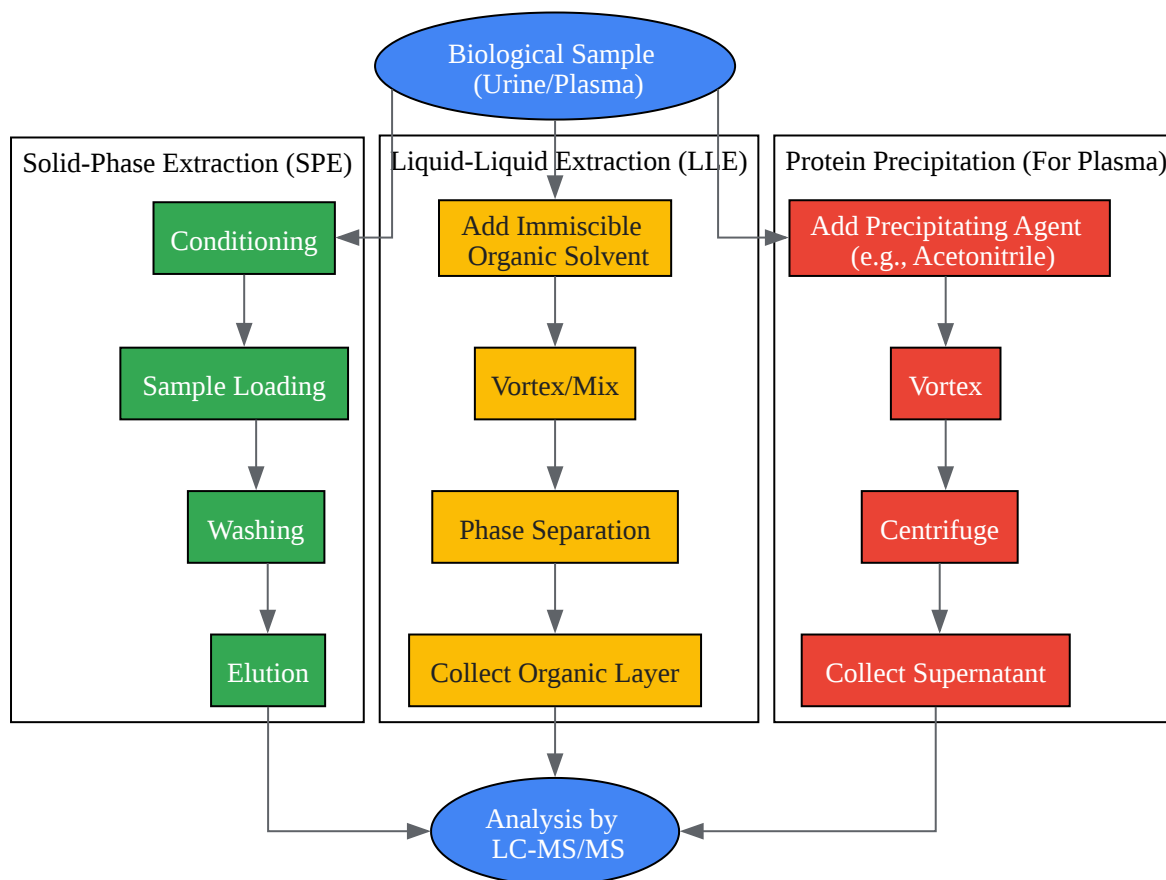 Biological Sample
(Urine/Plasma)
Solid-Phase Extraction (SPE)
Conditioning
Sample Loading
Washing
Elution
Liquid-Liquid Extraction (LLE)
Add Immiscible
Organic Solvent
Vortex/Mix
Phase Separation
Collect Organic Layer
Protein Precipitation (For Plasma)
Add Precipitating Agent
(e.g., Acetonitrile)
Vortex
Centrifuge
Collect Supernatant
Analysis by
LC-MS/MS